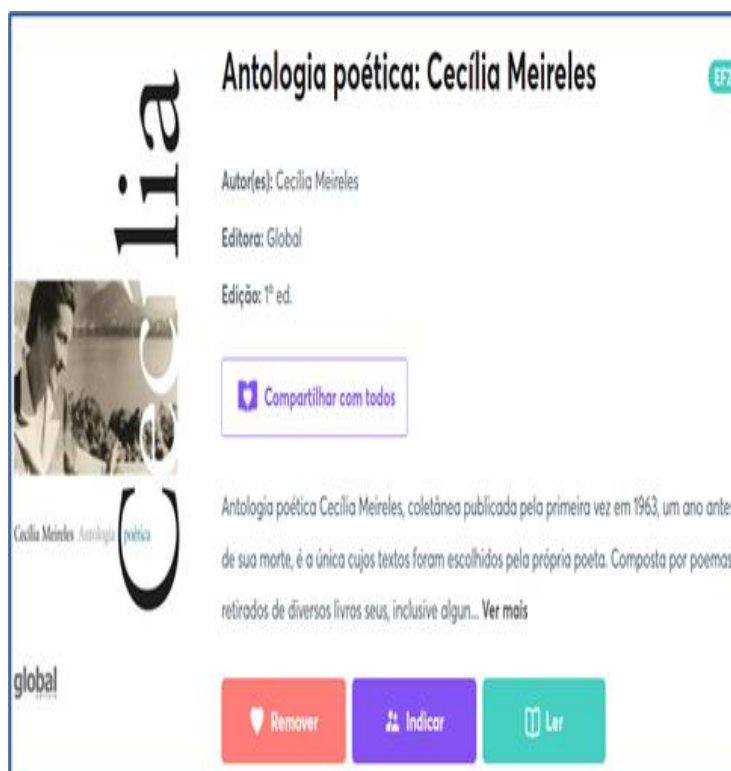 Antologia poética: Cecília Meireles
EF2
Autor(es): Cecília Meireles
Editora: Global
Edição: 1ª ed.
Compartilhar com todos
Antologia poética Cecília Meireles, coletânea publicada pela primeira vez em 1963, um ano antes
de sua morte, é a única cujos textos foram escolhidos pela própria poeta. Composta por poemas
retirados de diversos livros seus, inclusive algun... Ver mais
Remover
Indicar
Ler
Cecília
Cecília Meireles Antologia poética
global